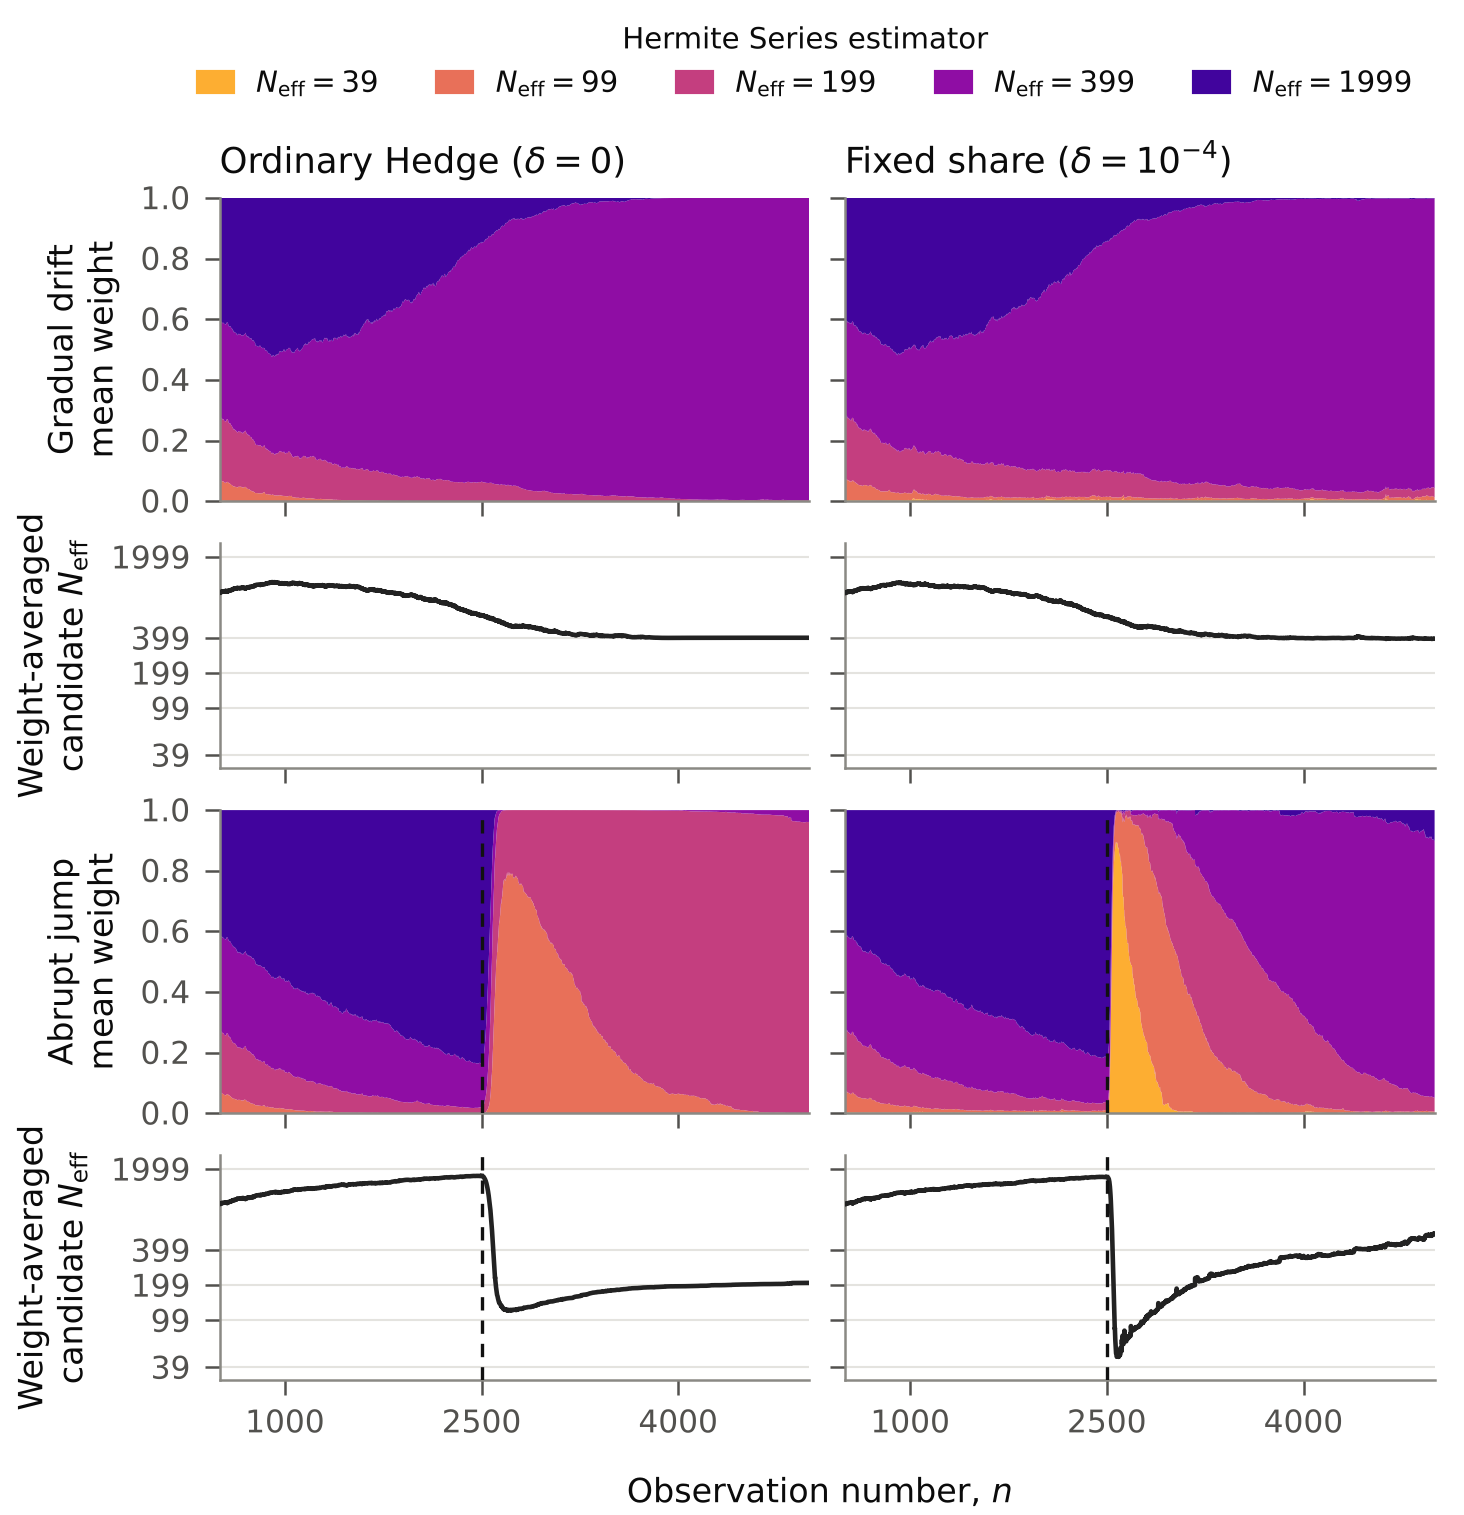 Hermite Series estimator
N_eff = 39 N_eff = 99 N_eff = 199 N_eff = 399 N_eff = 1999
Ordinary Hedge (δ = 0)
Fixed share (δ = 10⁻⁴)
Gradual drift
mean weight
1.0
0.8
0.6
0.4
0.2
0.0
Weight-averaged
candidate N_eff
1999
399
199
99
39
Abrupt jump
mean weight
1.0
0.8
0.6
0.4
0.2
0.0
Weight-averaged
candidate N_eff
1999
399
199
99
39
1000 2500 4000
1000 2500 4000
Observation number, n